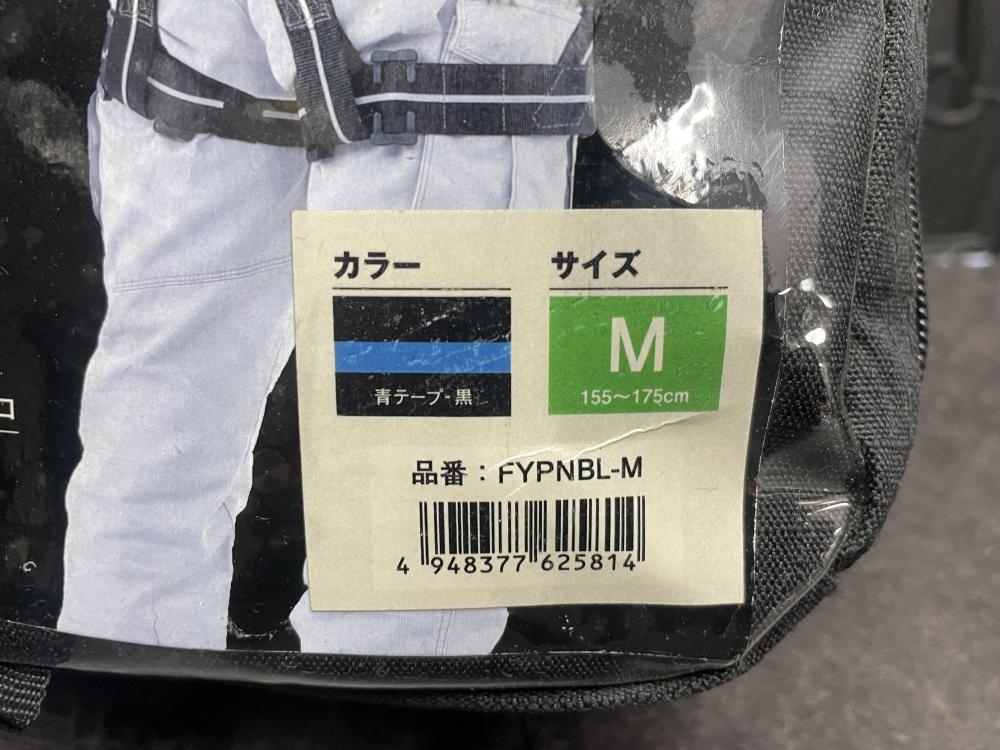 カラー
サイズ
青テープ-黒
M
155〜175cm
品番：FYPNBL-M
4 948377 625814